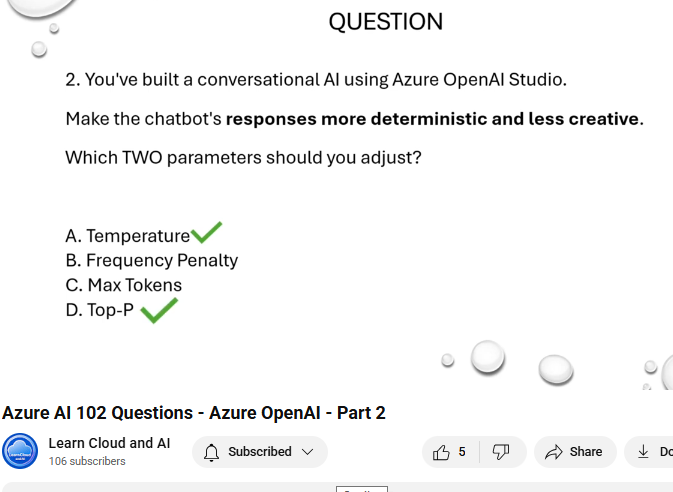 QUESTION
2. You've built a conversational AI using Azure OpenAI Studio.
Make the chatbot's responses more deterministic and less creative.
Which TWO parameters should you adjust?
A. Temperature
B. Frequency Penalty
C. Max Tokens
D. Top-P
Azure AI 102 Questions - Azure OpenAI - Part 2
Learn Cloud and AI
106 subscribers
Subscribed
5
Share
Do